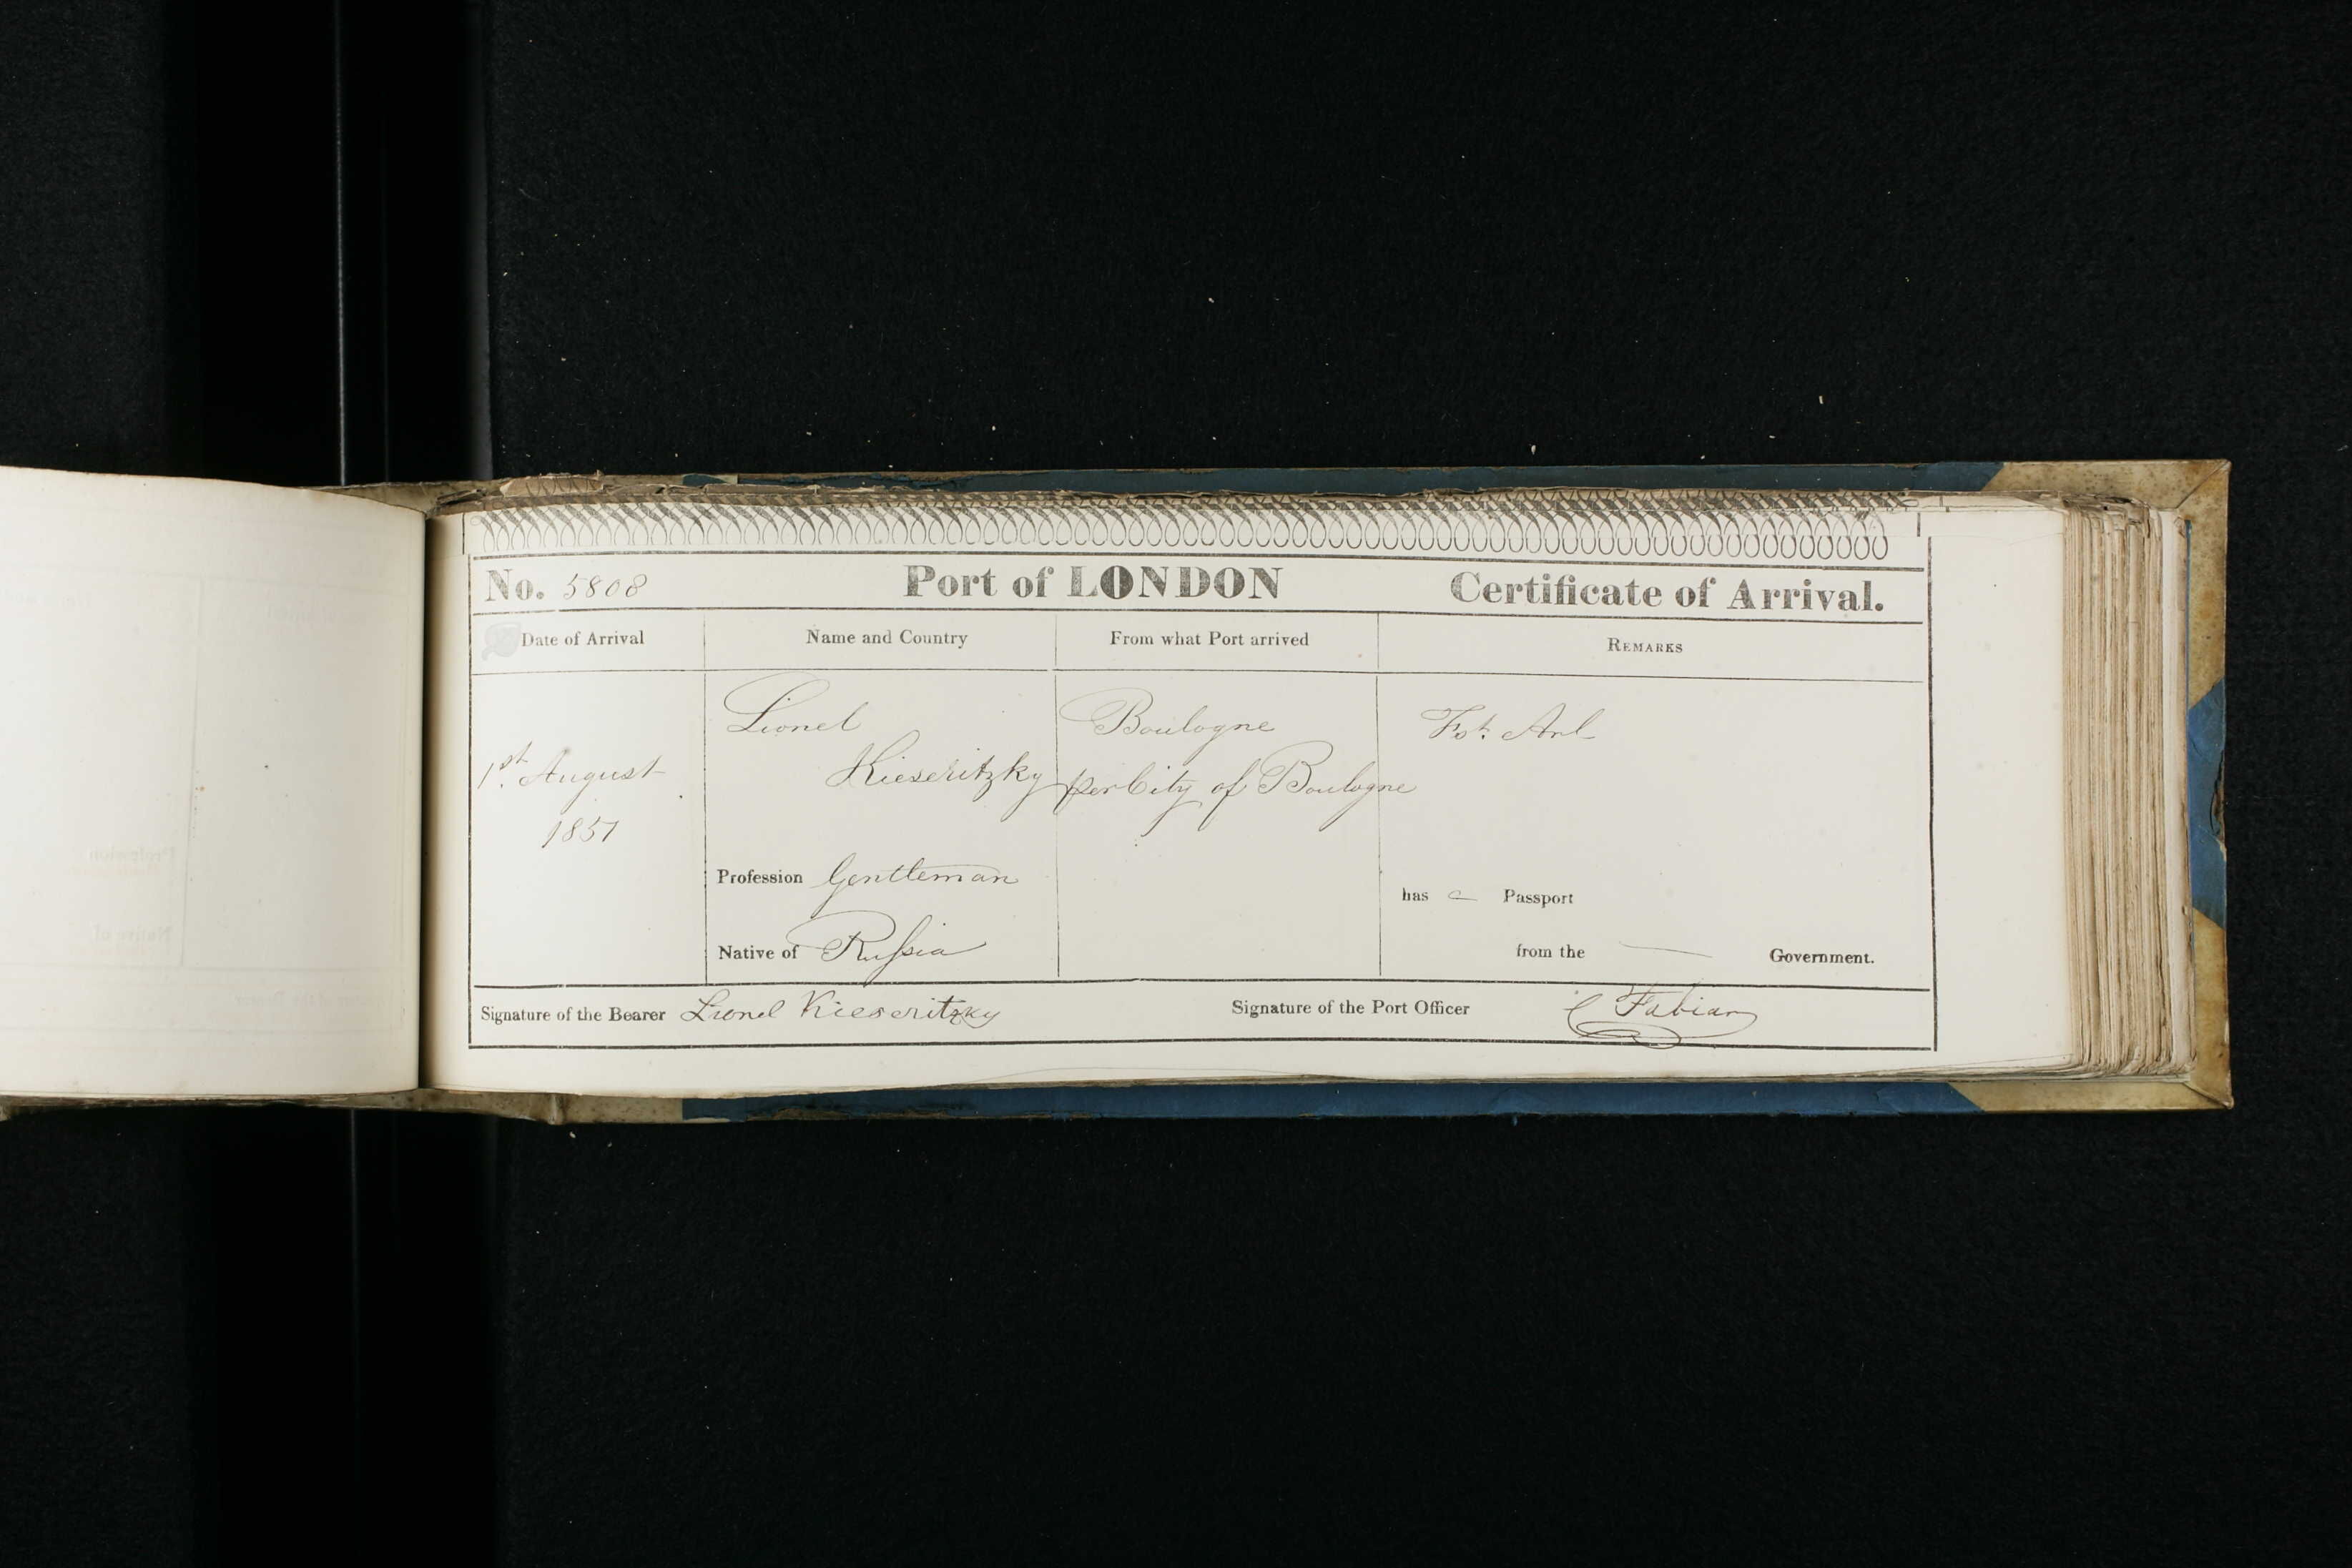 No. 5808 Port of LONDON Certificate of Arrival.
Date of Arrival Name and Country From what Port arrived REMARKS
1st. August
1851
Lionel
Kieseritzky
Profession Gentleman
Native of Russia
Boulogne
per City of Boulogne
Fst. Arl
has a Passport
from the — Government.
Signature of the Bearer Lionel Kieseritzky Signature of the Port Officer C Fabian